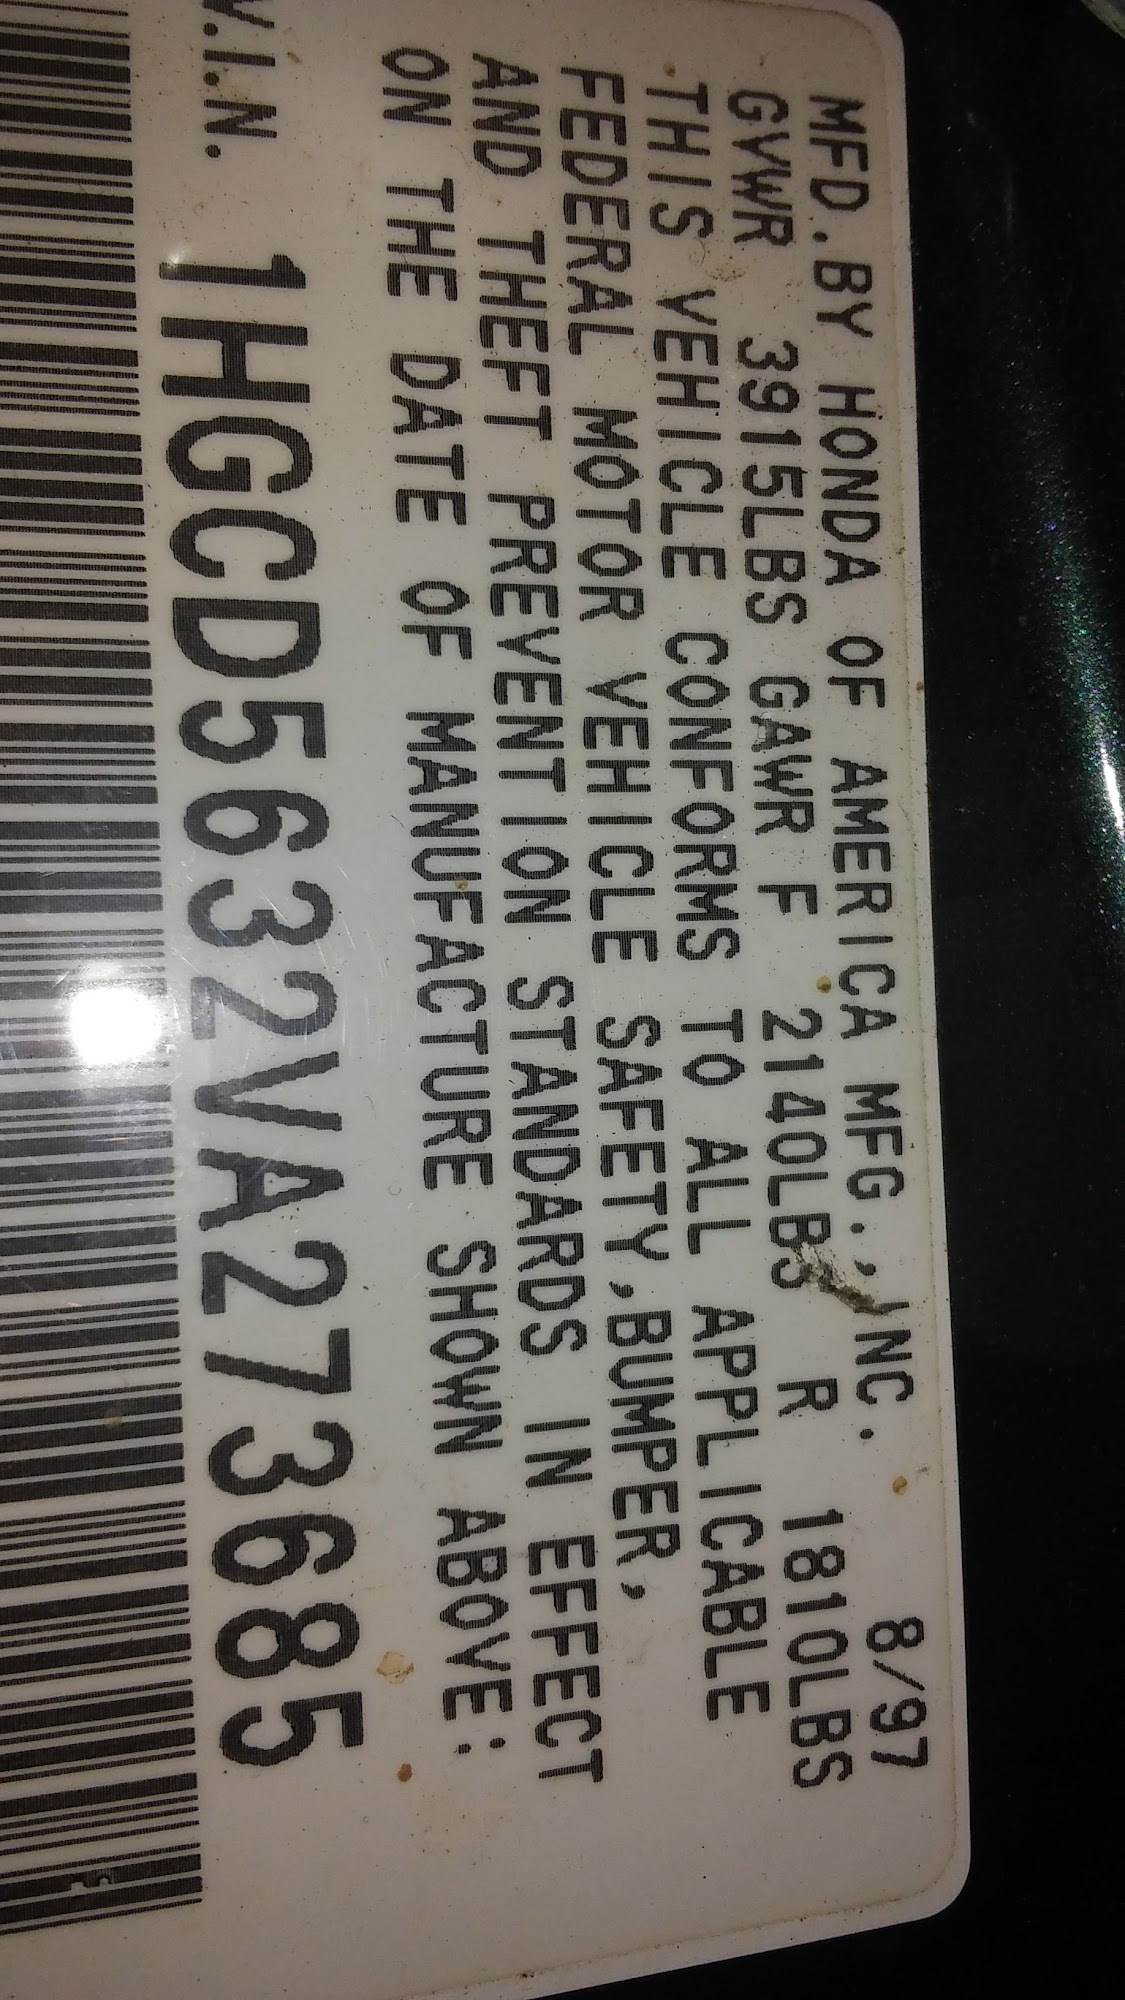 MFD.BY HONDA OF AMERICA MFG.,INC. 8/97
GVWR 3915LBS GAWR F 2140LBS R 1810LBS
THIS VEHICLE CONFORMS TO ALL APPLICABLE
FEDERAL MOTOR VEHICLE SAFETY,BUMPER,
AND THEFT PREVENTION STANDARDS IN EFFECT
ON THE DATE OF MANUFACTURE SHOWN ABOVE:
V.I.N. 1HGCD5632VA273685